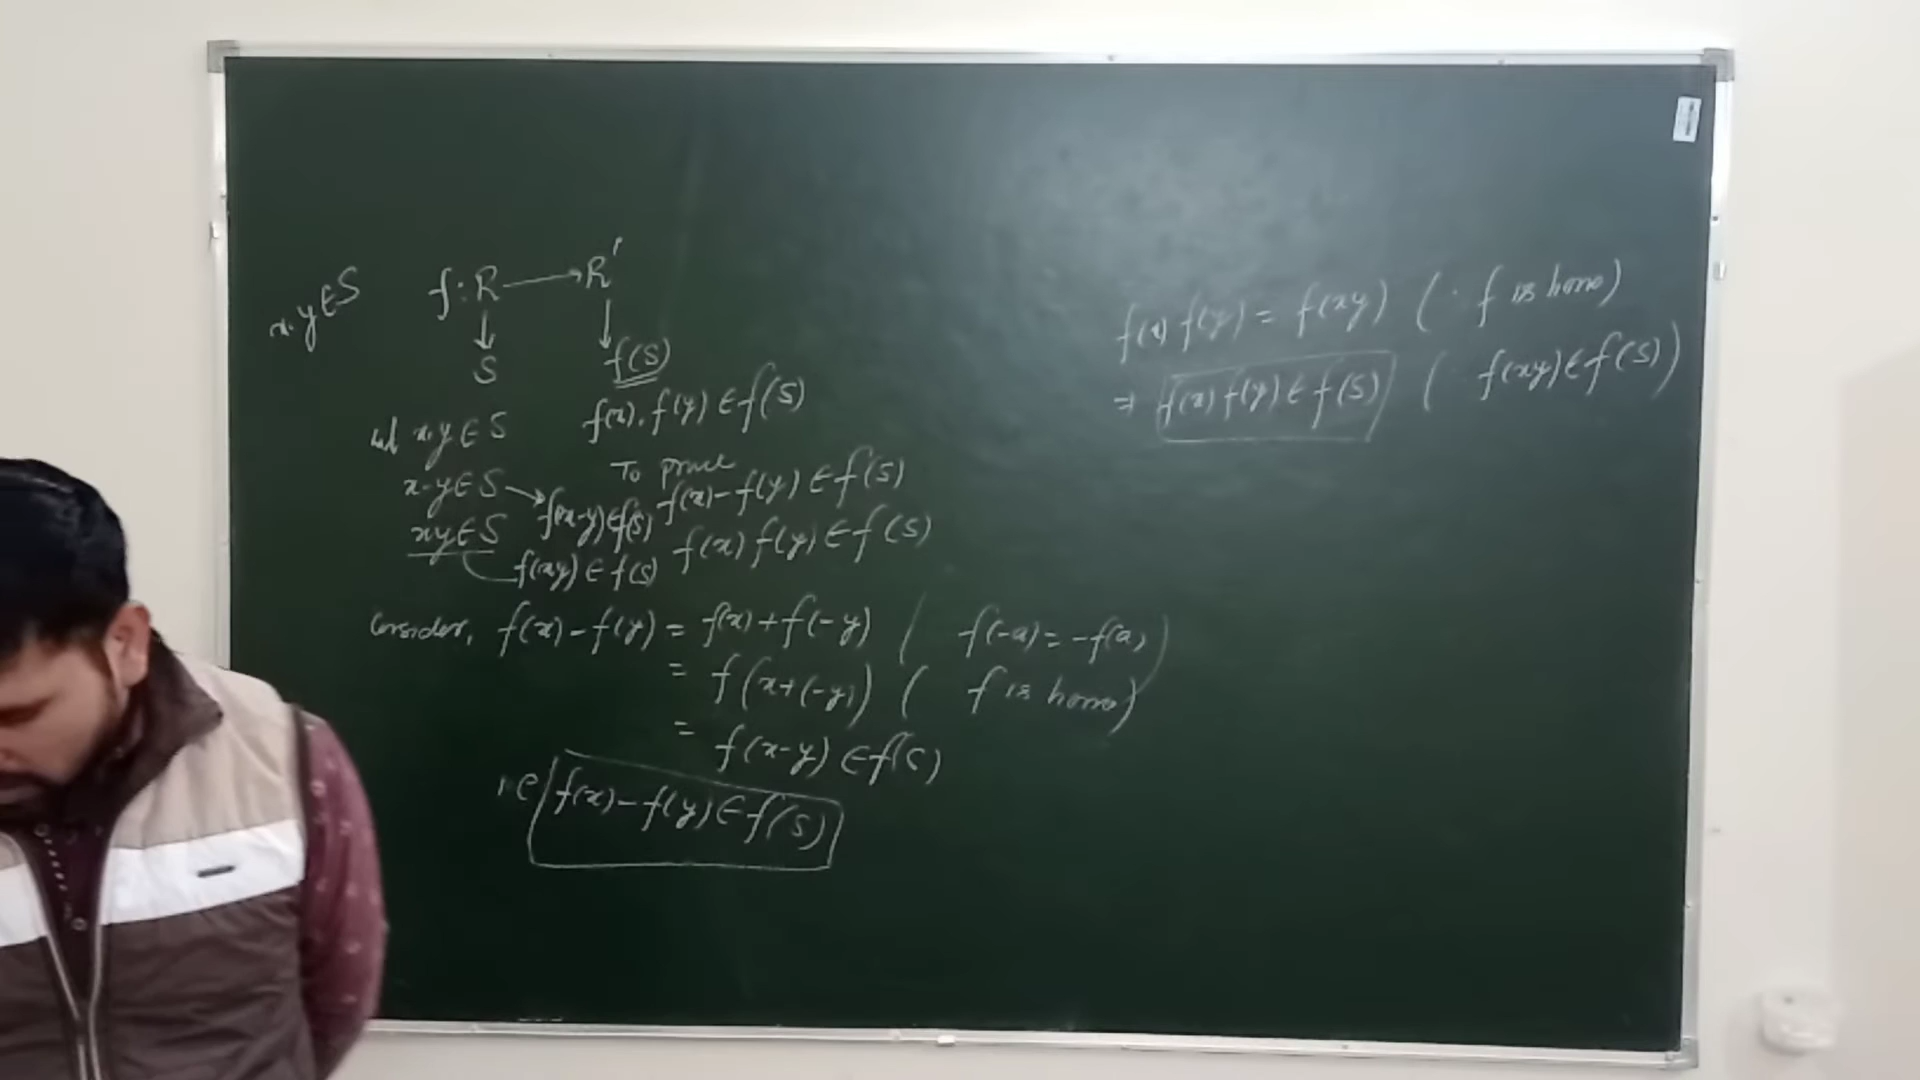 x,y∈S
f: R → R'
↓ ↓
S f(S)
let x,y ∈ S f(x), f(y) ∈ f(S)
To prove
x-y ∈ S → f(x-y) ∈ f(S) f(x) - f(y) ∈ f(S)
xy ∈ S f(xy) ∈ f(S) f(x) f(y) ∈ f(S)
Consider, f(x) - f(y) = f(x) + f(-y) ( f(-a) = -f(a) )
= f(x+(-y)) ( f is homo)
= f(x-y) ∈ f(S)
i.e f(x) - f(y) ∈ f(S)
f(x) f(y) = f(xy) (∵ f is homo)
⇒ f(x) f(y) ∈ f(S) ( f(xy) ∈ f(S))